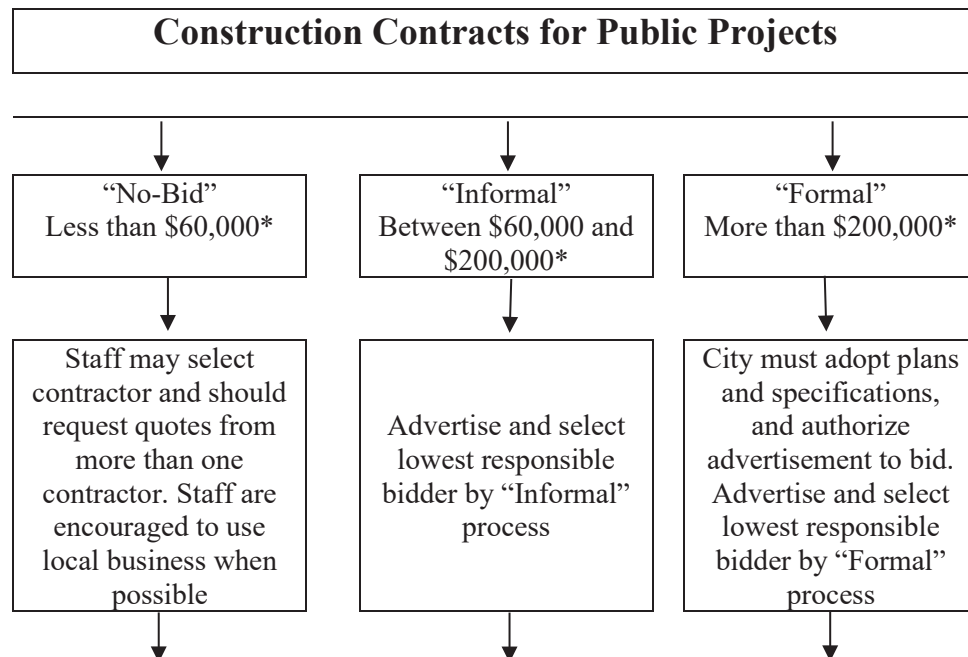 Construction Contracts for Public Projects
“No-Bid”
Less than $60,000*
“Informal”
Between $60,000 and
$200,000*
“Formal”
More than $200,000*
Staff may select
contractor and should
request quotes from
more than one
contractor. Staff are
encouraged to use
local business when
possible
Advertise and select
lowest responsible
bidder by “Informal”
process
City must adopt plans
and specifications,
and authorize
advertisement to bid.
Advertise and select
lowest responsible
bidder by “Formal”
process